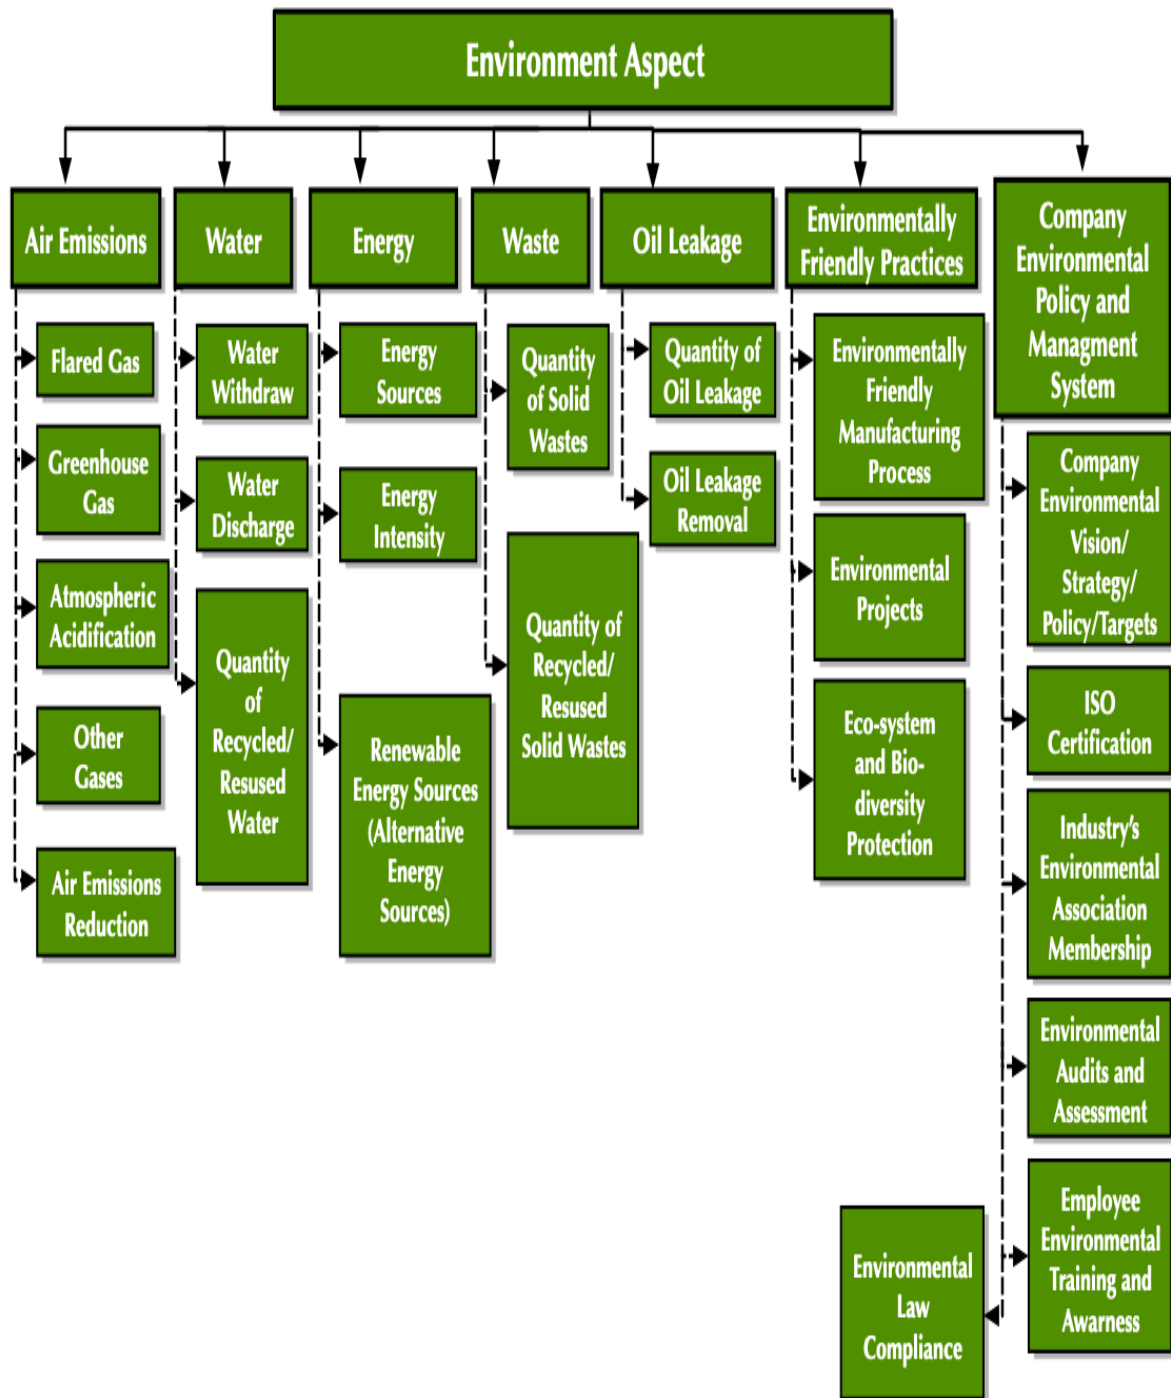 Environment Aspect
Air Emissions
Flared Gas
Greenhouse
Gas
Atmospheric
Acidification
Other
Gases
Air Emissions
Reduction
Water
Water
Withdraw
Water
Discharge
Quantity
of
Recycled/
Resused
Water
Energy
Energy
Sources
Energy
Intensity
Renewable
Energy Sources
(Alternative
Energy
Sources)
Waste
Quantity
of Solid
Wastes
Quantity of
Recycled/
Resused
Solid Wastes
Oil Leakage
Quantity of
Oil Leakage
Oil Leakage
Removal
Environmentally
Friendly Practices
Environmentally
Friendly
Manufacturing
Process
Environmental
Projects
Eco-system
and Bio-
diversity
Protection
Company
Environmental
Policy and
Managment
System
Company
Environmental
Vision/
Strategy/
Policy/Targets
ISO
Certification
Industry's
Environmental
Association
Membership
Environmental
Audits and
Assessment
Employee
Environmental
Training and
Awarness
Environmental
Law
Compliance